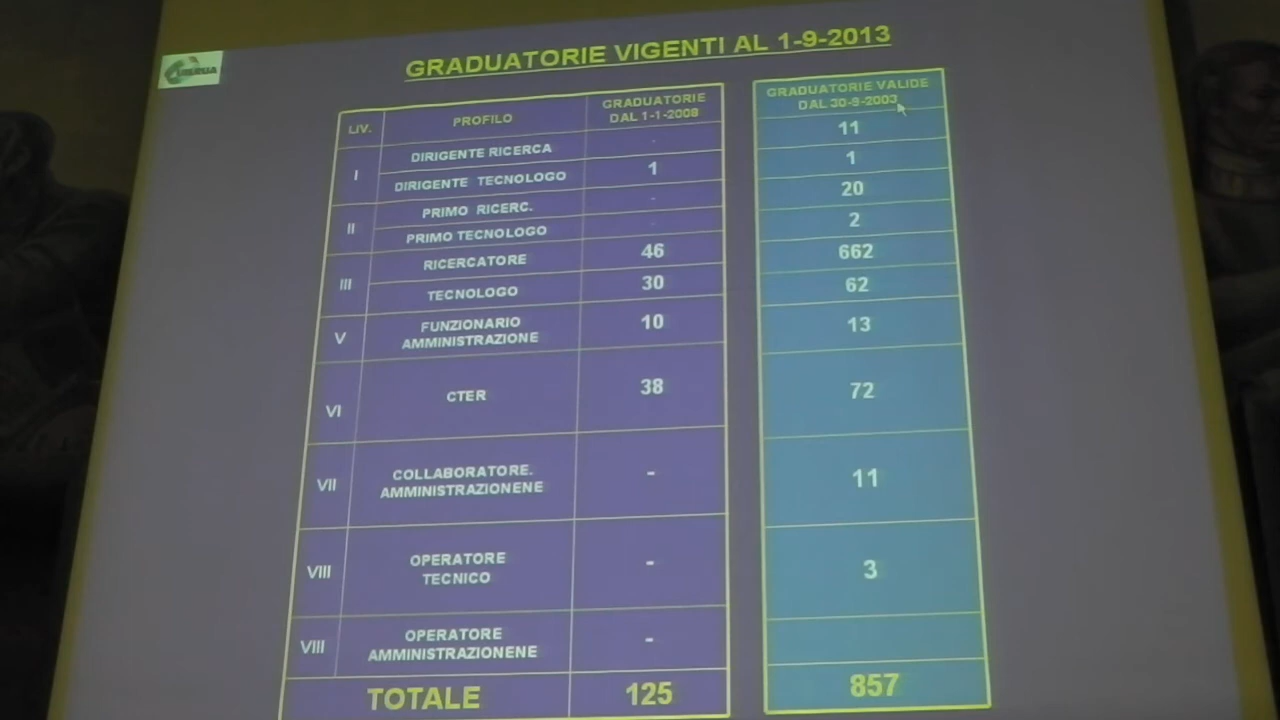 GRADUATORIE VIGENTI AL 1-9-2013
LIV. PROFILO GRADUATORIE DAL 1-1-2008 GRADUATORIE VALIDE DAL 30-9-2003
I DIRIGENTE RICERCA - 11
DIRIGENTE TECNOLOGO 1 1
II PRIMO RICERC. - 20
PRIMO TECNOLOGO - 2
III RICERCATORE 46 662
TECNOLOGO 30 62
V FUNZIONARIO AMMINISTRAZIONE 10 13
VI CTER 38 72
VII COLLABORATORE. AMMINISTRAZIONENE - 11
VIII OPERATORE TECNICO - 3
VIII OPERATORE AMMINISTRAZIONENE -
TOTALE 125 857